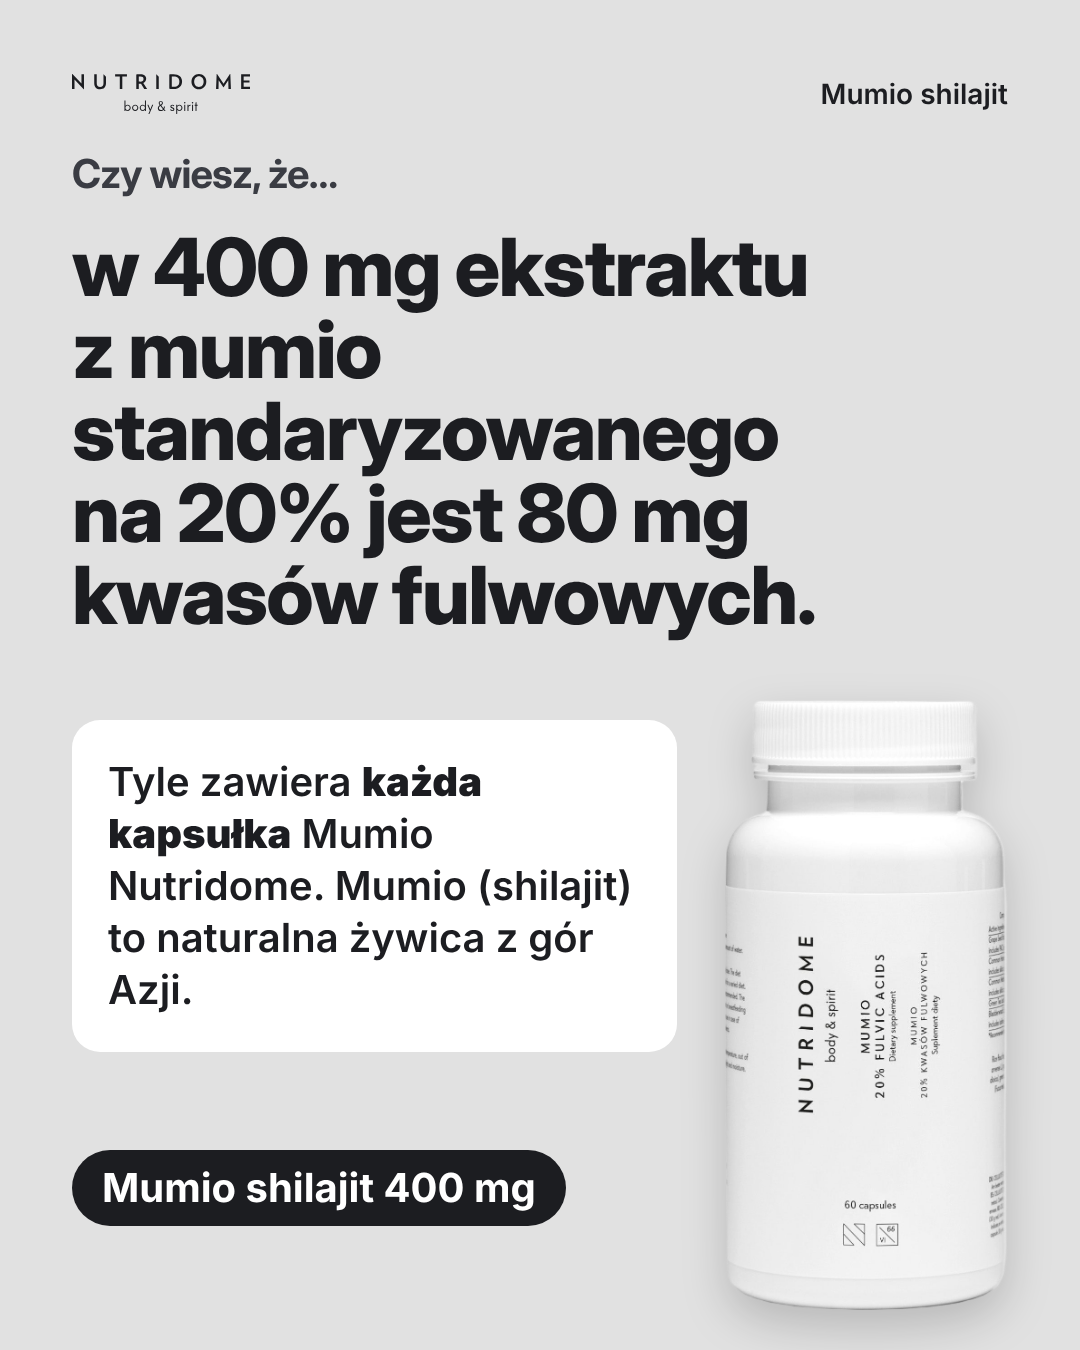 NUTRIDOME
body & spirit
Mumio shilajit
Czy wiesz, że...
w 400 mg ekstraktu
z mumio
standaryzowanego
na 20% jest 80 mg
kwasów fulwowych.
Tyle zawiera każda
kapsułka Mumio
Nutridome. Mumio (shilajit)
to naturalna żywica z gór
Azji.
Mumio shilajit 400 mg
NUTRIDOME
body & spirit
MUMIO
20% FULVIC ACIDS
Dietary supplement
MUMIO
20% KWASÓW FULWOWYCH
Suplement diety
60 capsules